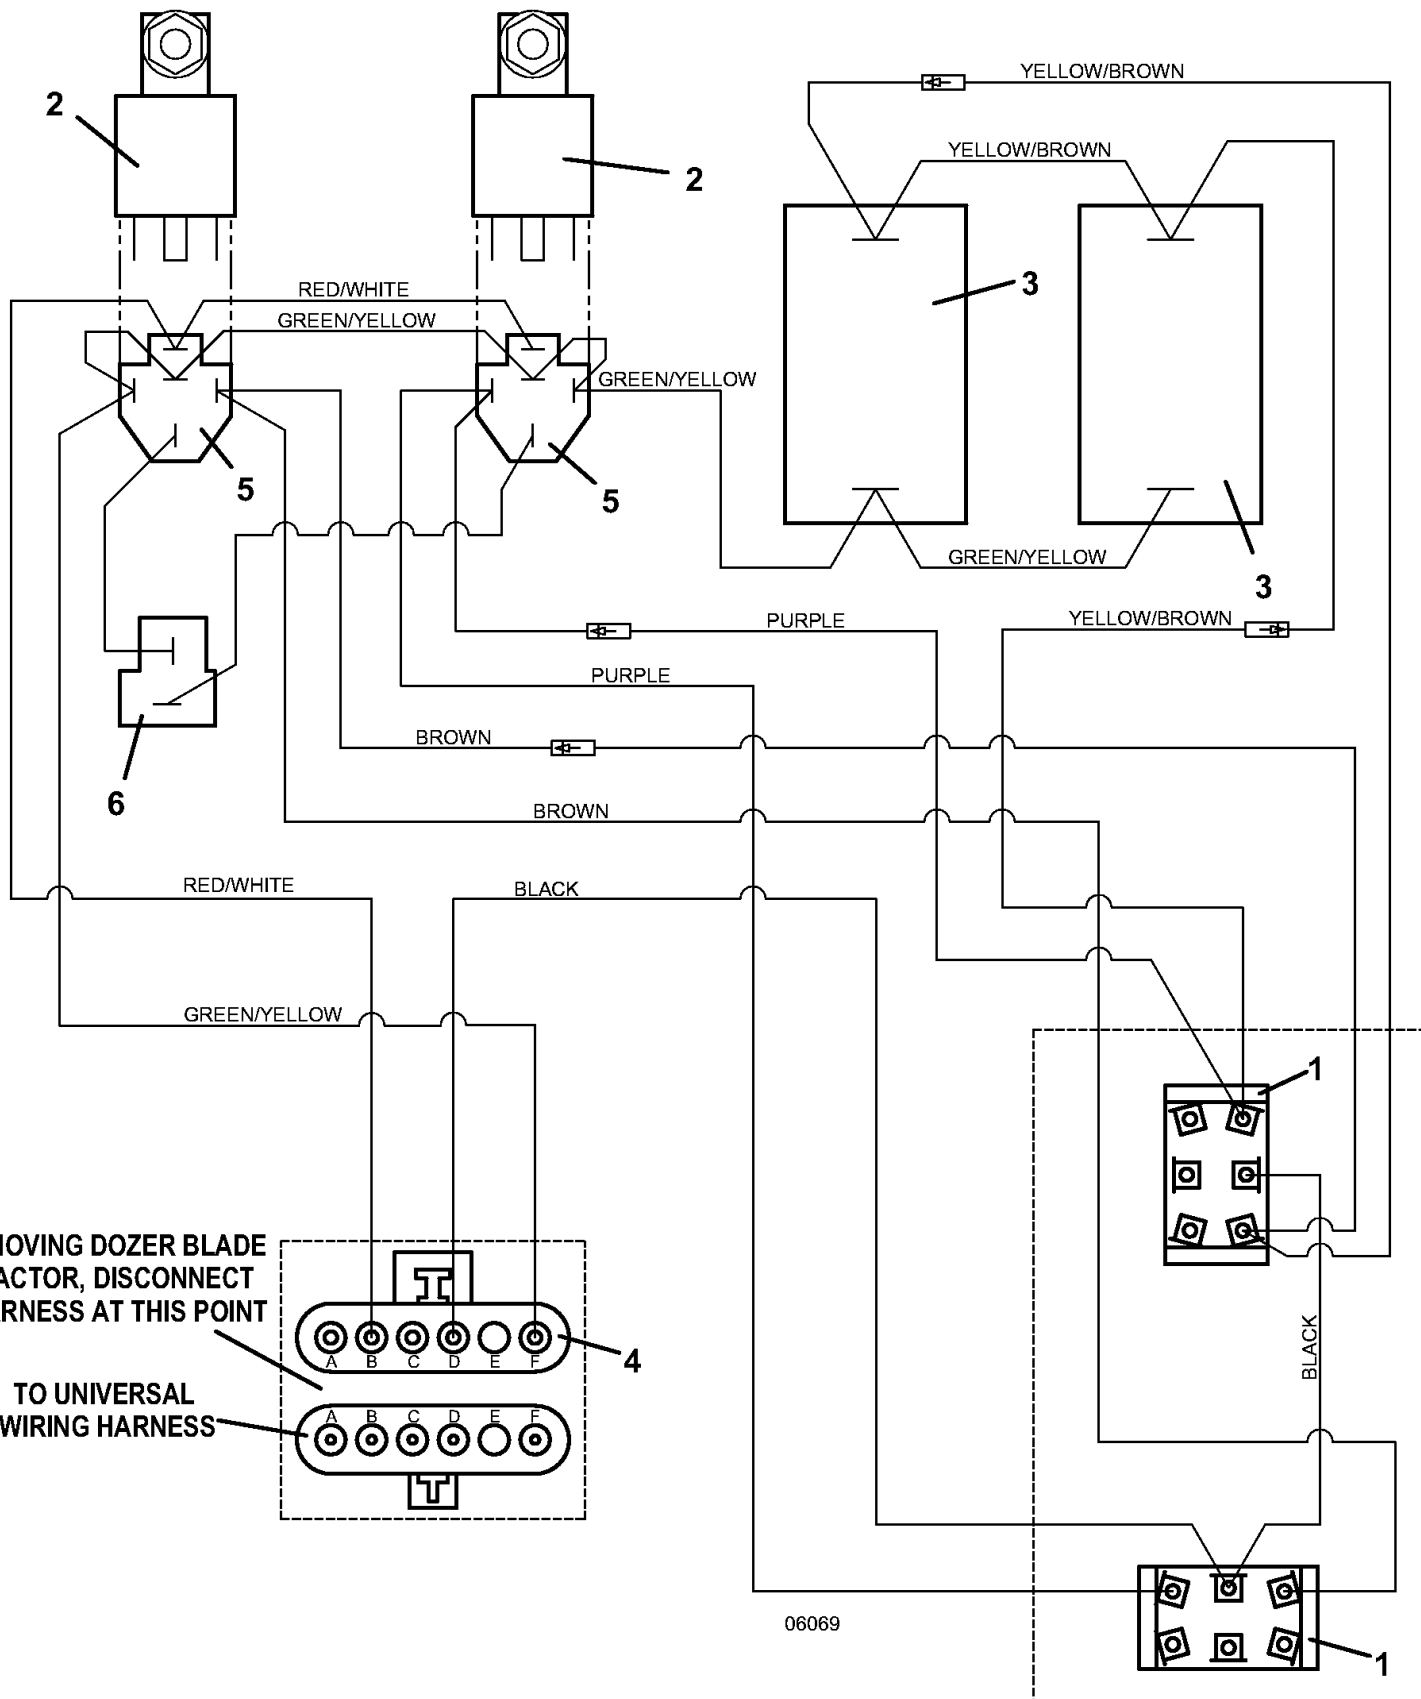 YELLOW/BROWN
2
YELLOW/BROWN
2
3
RED/WHITE
GREEN/YELLOW
GREEN/YELLOW
5
5
GREEN/YELLOW
3
PURPLE
YELLOW/BROWN
PURPLE
BROWN
6
BROWN
RED/WHITE
BLACK
GREEN/YELLOW
1
OVING DOZER BLADE
ACTOR, DISCONNECT
RNESS AT THIS POINT
BLACK
A B C D E F
4
TO UNIVERSAL
WIRING HARNESS
A B C D E F
06069
1